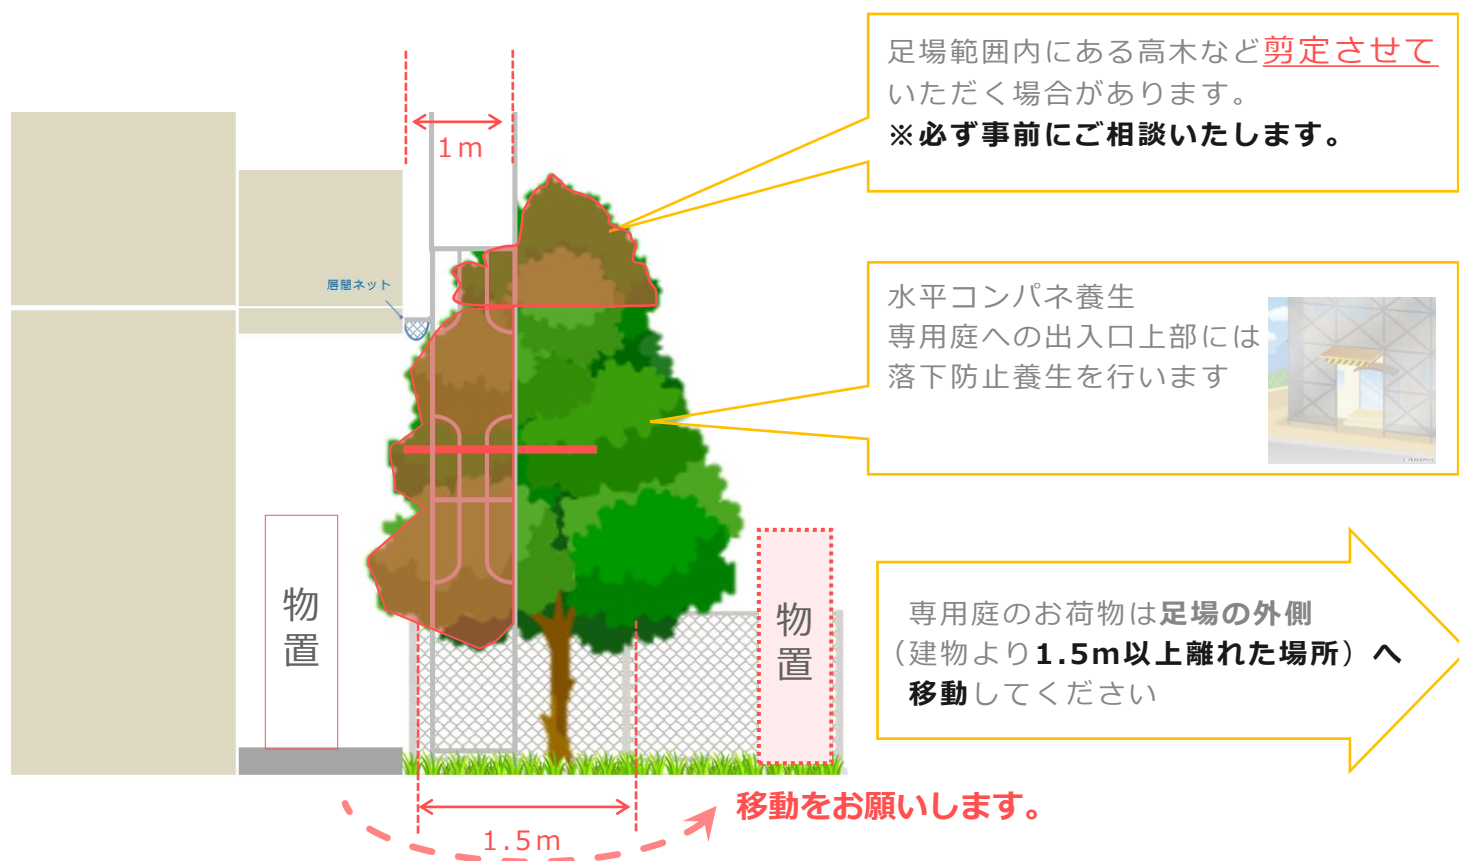 足場範囲内にある高木など剪定させて
いただく場合があります。
※必ず事前にご相談いたします。
1m
層間ネット
水平コンパネ養生
専用庭への出入口上部には
落下防止養生を行います
物置
物置
専用庭のお荷物は足場の外側
（建物より1.5m以上離れた場所）へ
移動してください
移動をお願いします。
1.5m